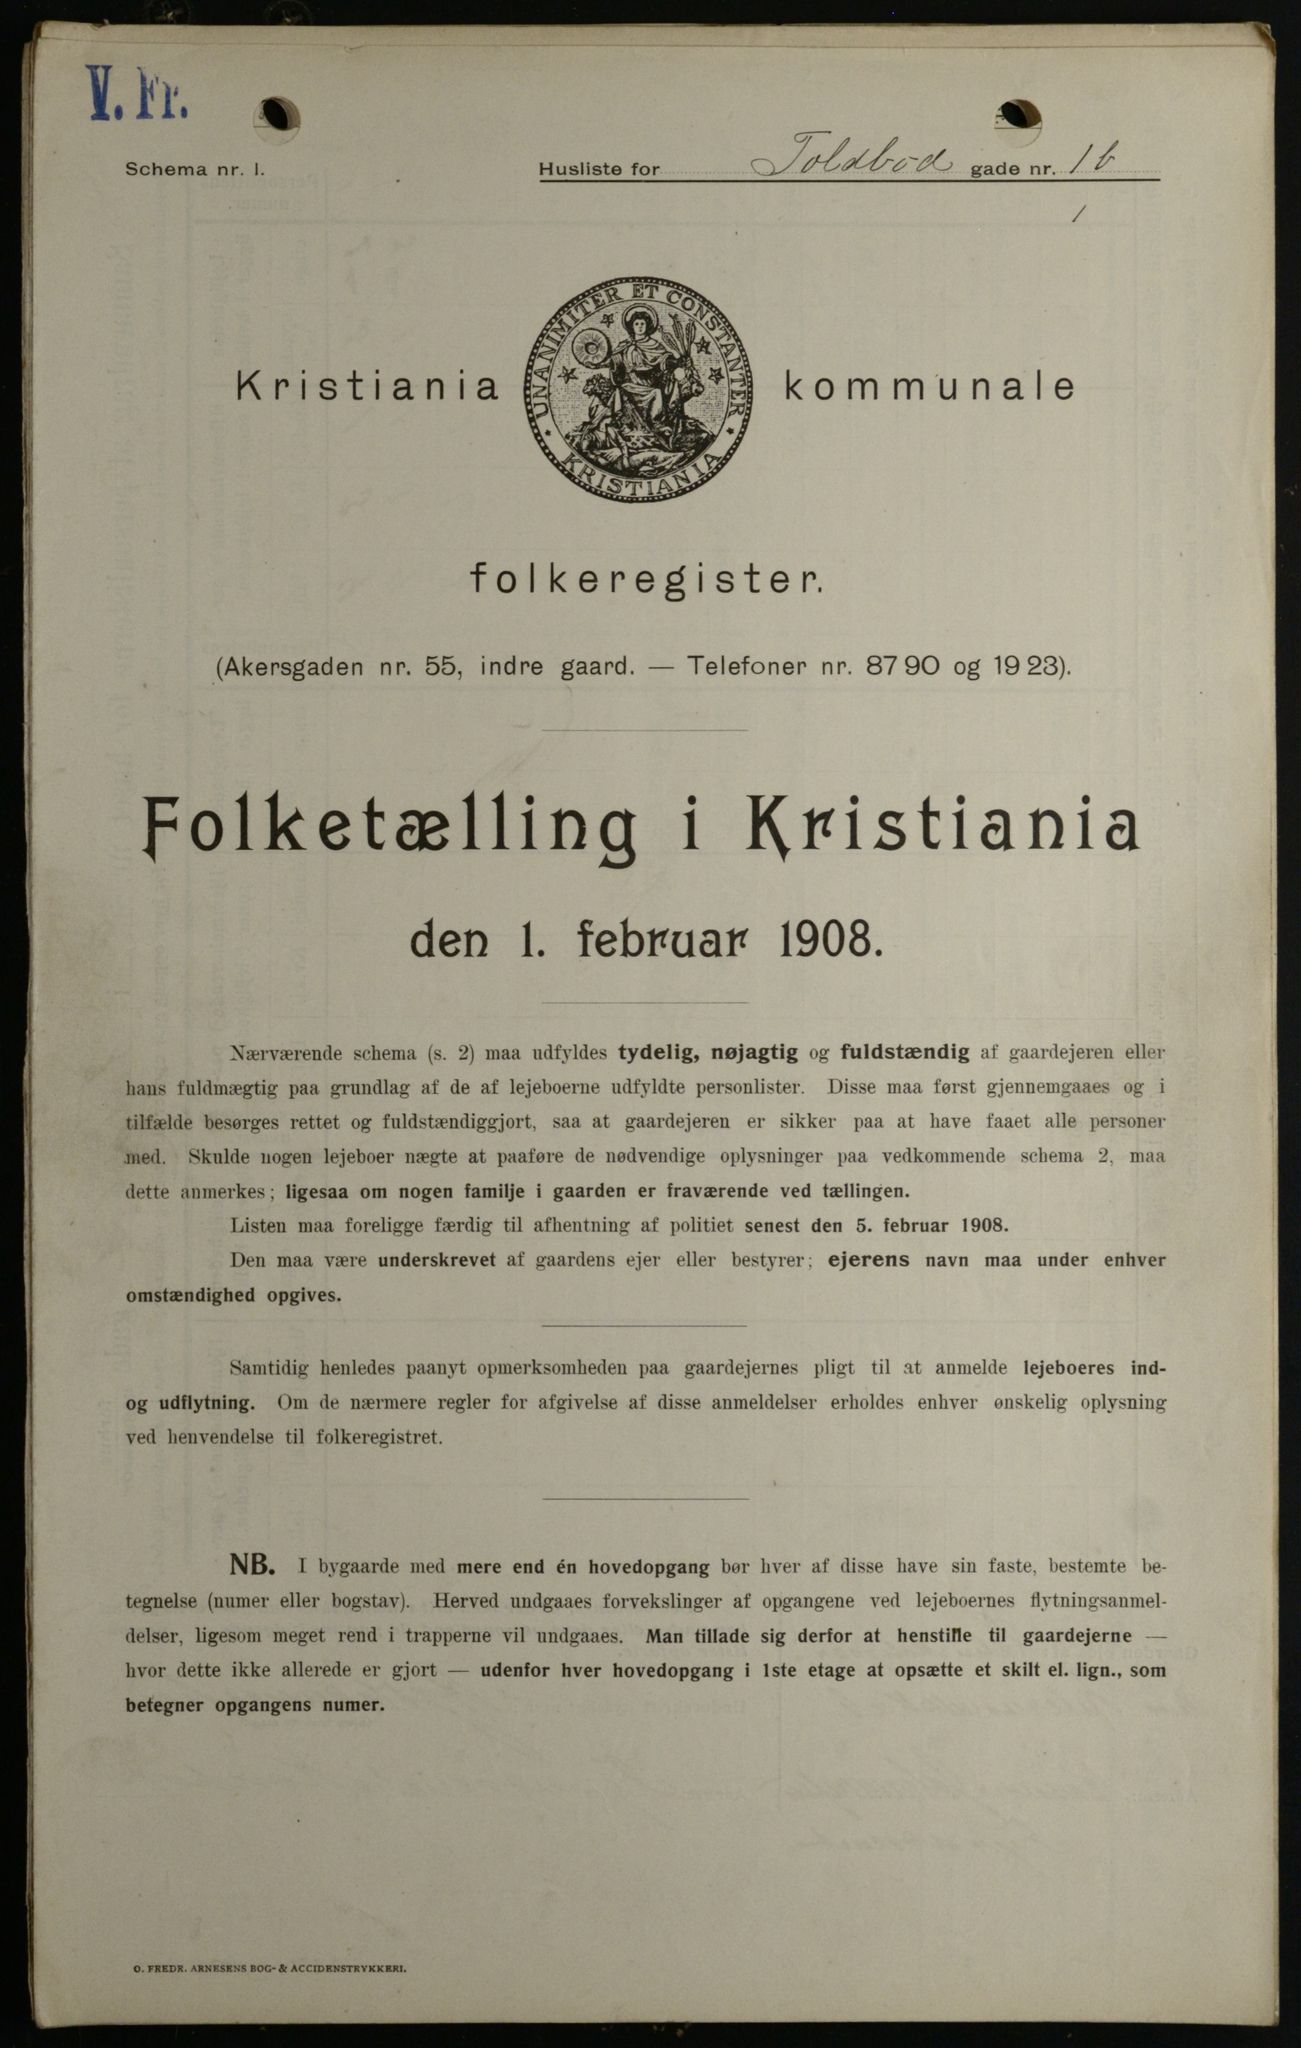 V. Fr.
Schema nr. 1.
Husliste for Toldbod gade nr. 1b
1
UNANIMITER ET CONSTANTER
KRISTIANIA
Kristiania kommunale
folkeregister.
(Akersgaden nr. 55, indre gaard. — Telefoner nr. 87 90 og 19 23).
Folketælling i Kristiania
den 1. februar 1908.
Nærværende schema (s. 2) maa udfyldes tydelig, nøjagtig og fuldstændig af gaardejeren eller
hans fuldmægtig paa grundlag af de af lejeboerne udfyldte personlister. Disse maa først gjennemgaaes og i
tilfælde besørges rettet og fuldstændiggjort, saa at gaardejeren er sikker paa at have faaet alle personer
med. Skulde nogen lejeboer nægte at paaføre de nødvendige oplysninger paa vedkommende schema 2, maa
dette anmerkes; ligesaa om nogen familje i gaarden er fraværende ved tællingen.
Listen maa foreligge færdig til afhentning af politiet senest den 5. februar 1908.
Den maa være underskrevet af gaardens ejer eller bestyrer; ejerens navn maa under enhver
omstændighed opgives.
Samtidig henledes paanyt opmerksomheden paa gaardejernes pligt til at anmelde lejeboeres ind-
og udflytning. Om de nærmere regler for afgivelse af disse anmeldelser erholdes enhver ønskelig oplysning
ved henvendelse til folkeregistret.
NB. I bygaarde med mere end én hovedopgang bør hver af disse have sin faste, bestemte be-
tegnelse (numer eller bogstav). Herved undgaaes forvekslinger af opgangene ved lejeboernes flytningsanmel-
delser, ligesom meget rend i trapperne vil undgaaes. Man tillade sig derfor at henstille til gaardejerne —
hvor dette ikke allerede er gjort — udenfor hver hovedopgang i 1ste etage at opsætte et skilt el. lign., som
betegner opgangens numer.
O. FREDR. ARNESENS BOG- & ACCIDENSTRYKKERI.